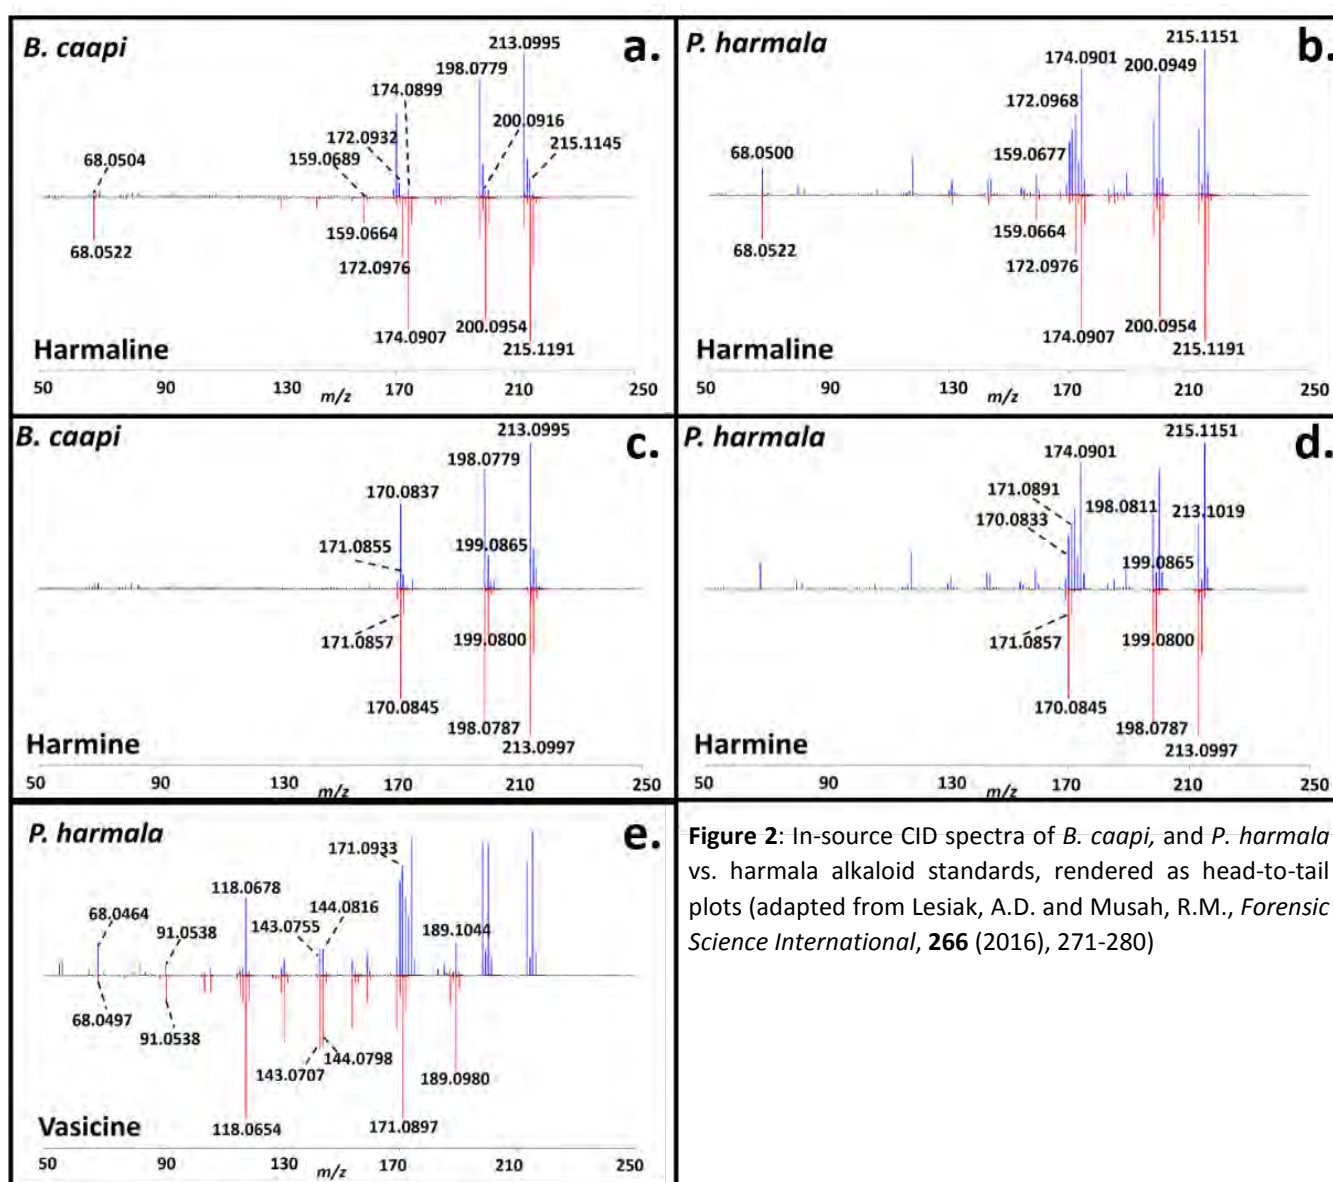 B. caapi
a.
213.0995
198.0779
174.0899
172.0932
200.0916
159.0689
215.1145
68.0504
68.0522
159.0664
172.0976
174.0907
200.0954
215.1191
Harmaline
50 90 130 170 210 250
m/z
P. harmala
b.
215.1151
174.0901
200.0949
172.0968
159.0677
68.0500
68.0522
159.0664
172.0976
174.0907
200.0954
215.1191
Harmaline
50 90 130 170 210 250
m/z
B. caapi
c.
213.0995
198.0779
170.0837
171.0855
199.0865
171.0857
199.0800
170.0845
198.0787
213.0997
Harmine
50 90 130 170 210 250
m/z
P. harmala
d.
215.1151
174.0901
171.0891
198.0811
213.1019
170.0833
199.0865
171.0857
199.0800
170.0845
198.0787
213.0997
Harmine
50 90 130 170 210 250
m/z
P. harmala
e.
171.0933
118.0678
144.0816
68.0464
143.0755
189.1044
91.0538
68.0497
91.0538
144.0798
143.0707
189.0980
118.0654
171.0897
Vasicine
50 90 130 170 210 250
m/z
Figure 2: In-source CID spectra of B. caapi, and P. harmala
vs. harmala alkaloid standards, rendered as head-to-tail
plots (adapted from Lesiak, A.D. and Musah, R.M., Forensic
Science International, 266 (2016), 271-280)